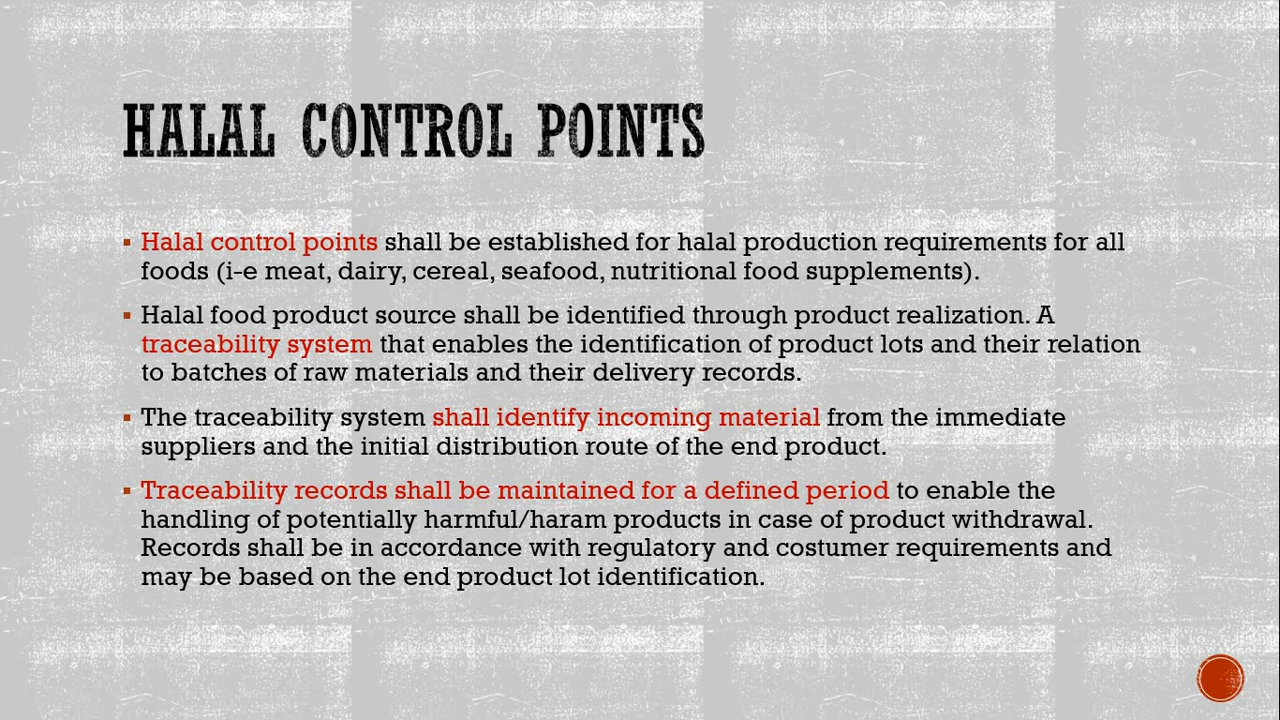 HALAL CONTROL POINTS
▪ Halal control points shall be established for halal production requirements for all
foods (i-e meat, dairy, cereal, seafood, nutritional food supplements).
▪ Halal food product source shall be identified through product realization. A
traceability system that enables the identification of product lots and their relation
to batches of raw materials and their delivery records.
▪ The traceability system shall identify incoming material from the immediate
suppliers and the initial distribution route of the end product.
▪ Traceability records shall be maintained for a defined period to enable the
handling of potentially harmful/haram products in case of product withdrawal.
Records shall be in accordance with regulatory and costumer requirements and
may be based on the end product lot identification.